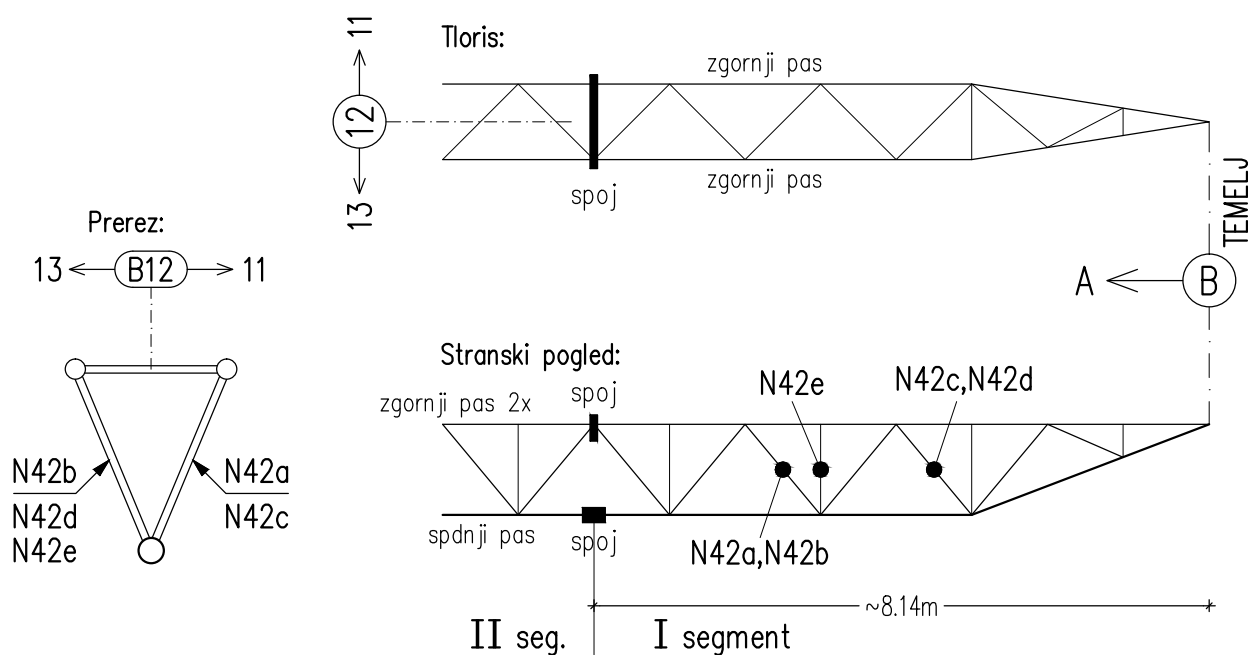 Tloris:
11
12
13
zgornji pas
zgornji pas
spoj
TEMELJ
Prerez:
13
B12
11
A
B
Stranski pogled:
spoj
zgornji pas 2x
N42e
N42c,N42d
N42b
N42d
N42e
N42a
N42c
spdnji pas
spoj
N42a,N42b
~8.14m
II seg.
I segment